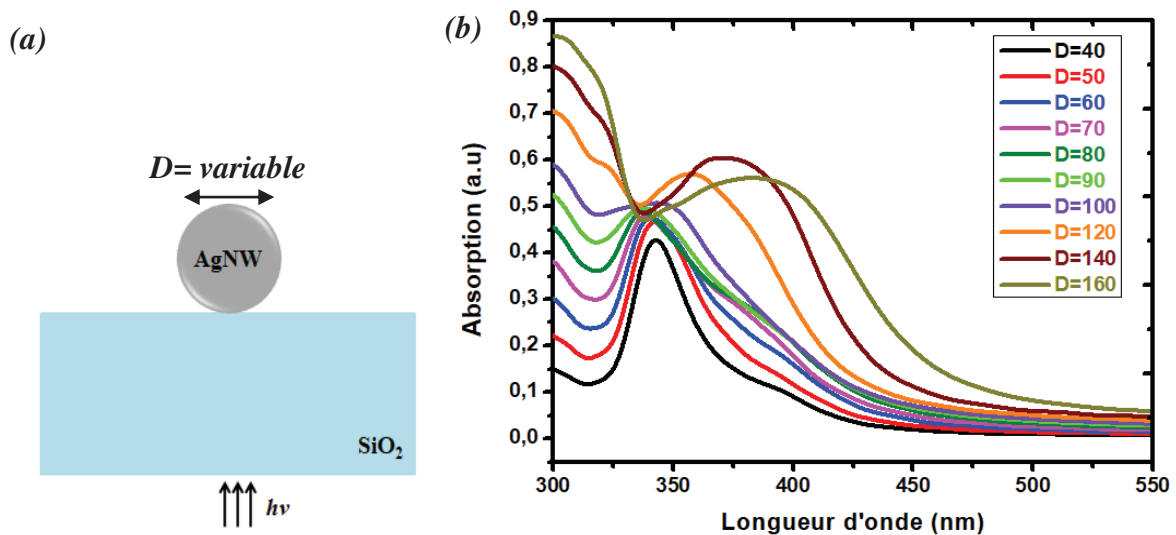 (a)
D= variable
AgNW
SiO₂
hν
(b)
Absorption (a.u)
0,9
0,8
0,7
0,6
0,5
0,4
0,3
0,2
0,1
0,0
300
350
400
450
500
550
Longueur d'onde (nm)
D=40
D=50
D=60
D=70
D=80
D=90
D=100
D=120
D=140
D=160